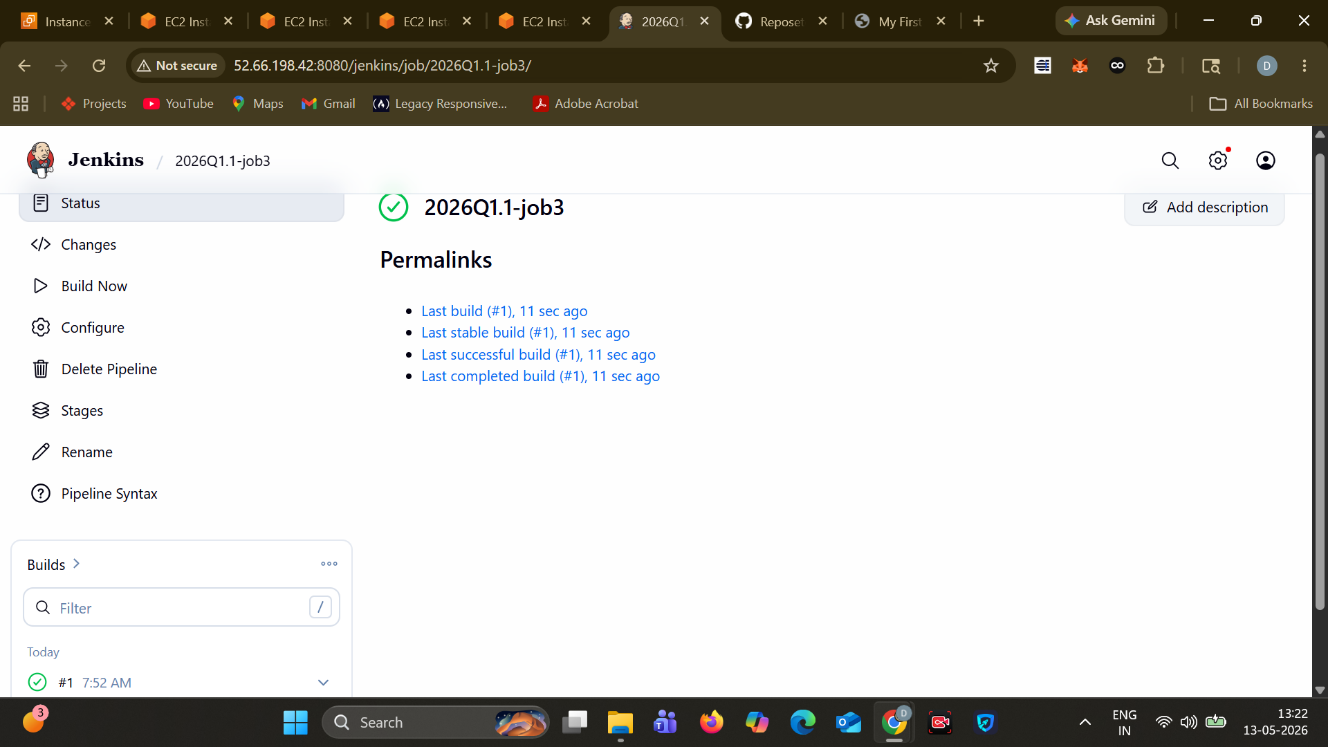 Instance
EC2 Inst
EC2 Inst
EC2 Inst
EC2 Inst
2026Q1.
Reposet
My First
Ask Gemini
Not secure
52.66.198.42:8080/jenkins/job/2026Q1.1-job3/
D
Projects
YouTube
Maps
Gmail
(A)
Legacy Responsive...
Adobe Acrobat
All Bookmarks
Jenkins / 2026Q1.1-job3
Status
Changes
Build Now
Configure
Delete Pipeline
Stages
Rename
Pipeline Syntax
2026Q1.1-job3
Add description
Permalinks
Last build (#1), 11 sec ago
Last stable build (#1), 11 sec ago
Last successful build (#1), 11 sec ago
Last completed build (#1), 11 sec ago
Builds
Filter
/
Today
#1 7:52 AM
3
Search
D
ENG
IN
13:22
13-05-2026